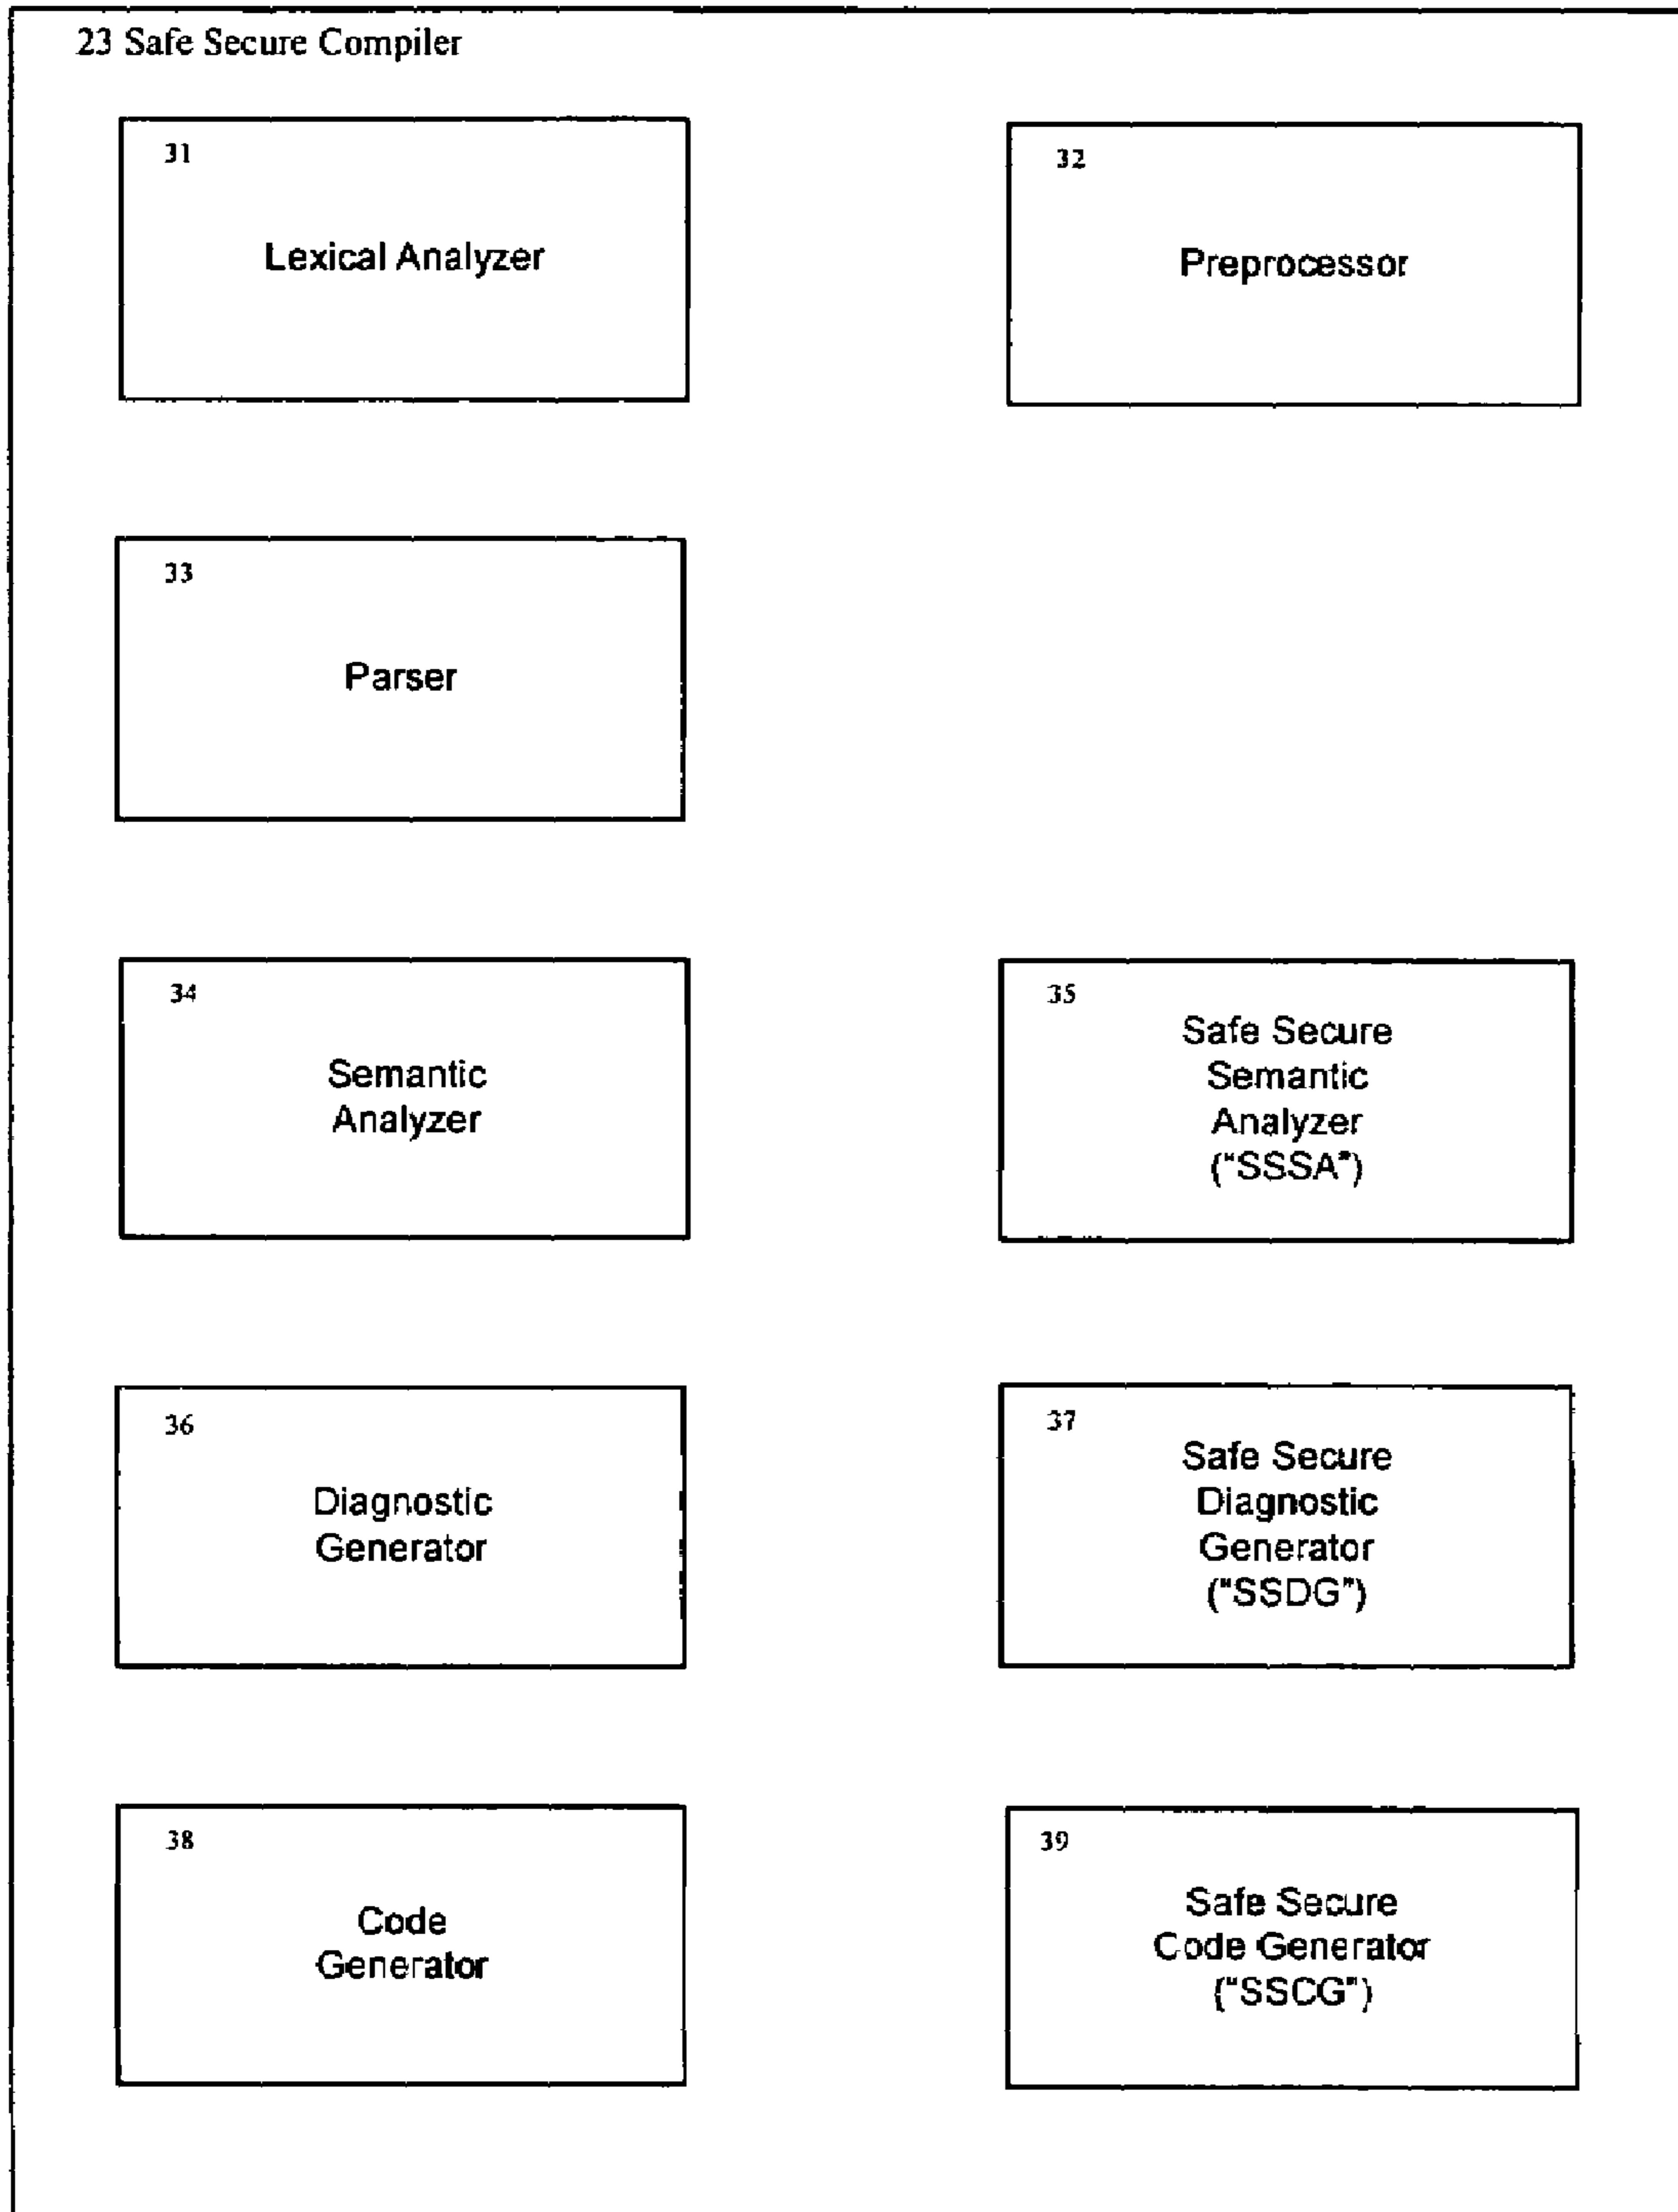 23 Safe Secure Compiler
31
Lexical Analyzer
32
Preprocessor
33
Parser
34
Semantic
Analyzer
35
Safe Secure
Semantic
Analyzer
("SSSA")
36
Diagnostic
Generator
37
Safe Secure
Diagnostic
Generator
("SSDG")
38
Code
Generator
39
Safe Secure
Code Generator
("SSCG")